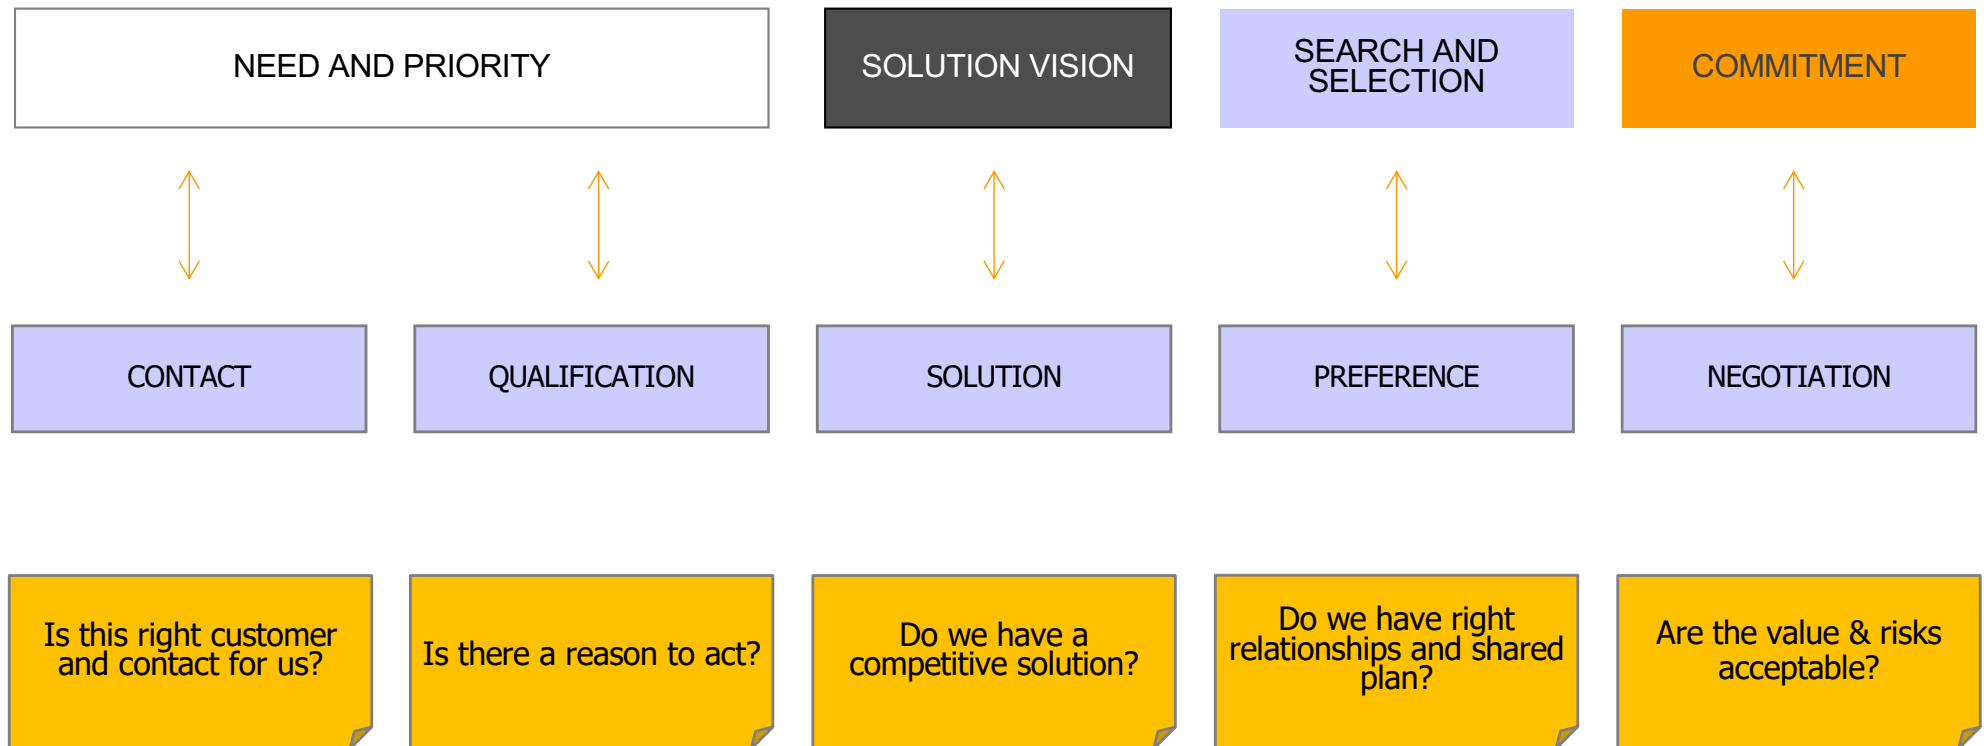 NEED AND PRIORITY
SOLUTION VISION
SEARCH AND
SELECTION
COMMITMENT
CONTACT
QUALIFICATION
SOLUTION
PREFERENCE
NEGOTIATION
Is this right customer
and contact for us?
Is there a reason to act?
Do we have a
competitive solution?
Do we have right
relationships and shared
plan?
Are the value & risks
acceptable?